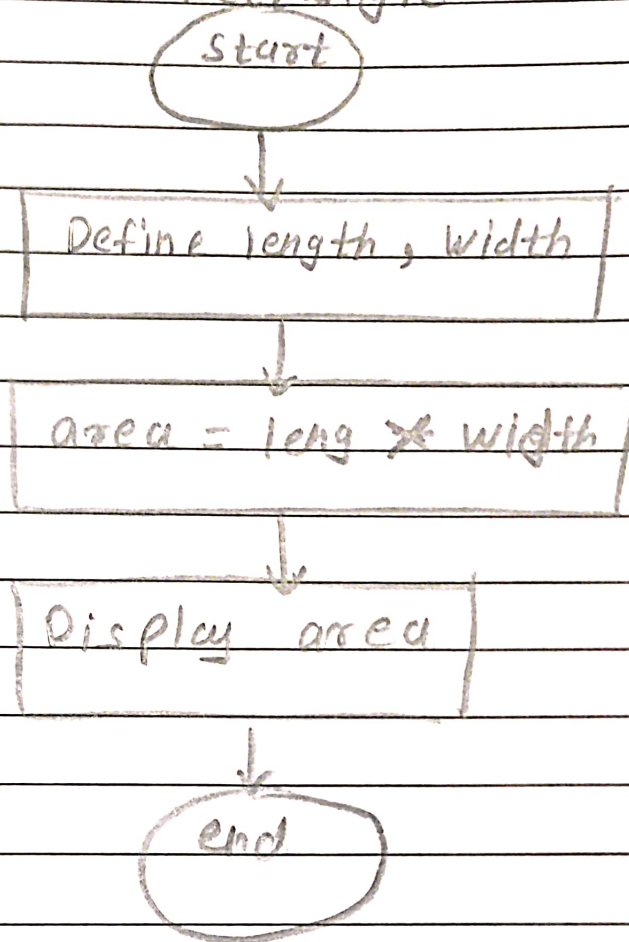 start
Define length, width
area = leng * width
Display area
end